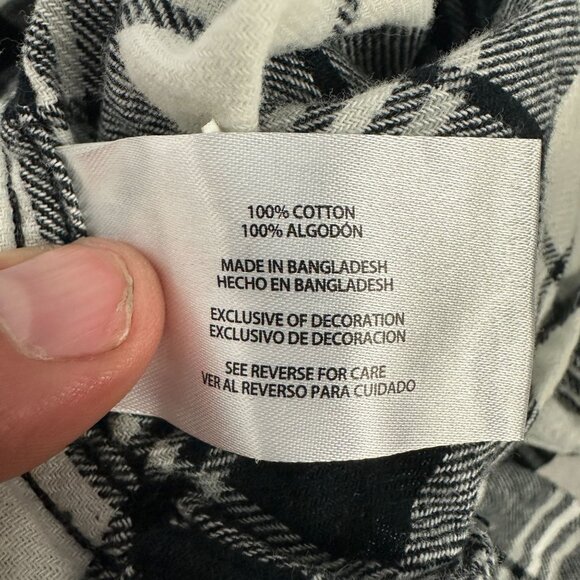 100% COTTON
100% ALGODÓN
MADE IN BANGLADESH
HECHO EN BANGLADESH
EXCLUSIVE OF DECORATION
EXCLUSIVO DE DECORACION
SEE REVERSE FOR CARE
VER AL REVERSO PARA CUIDADO